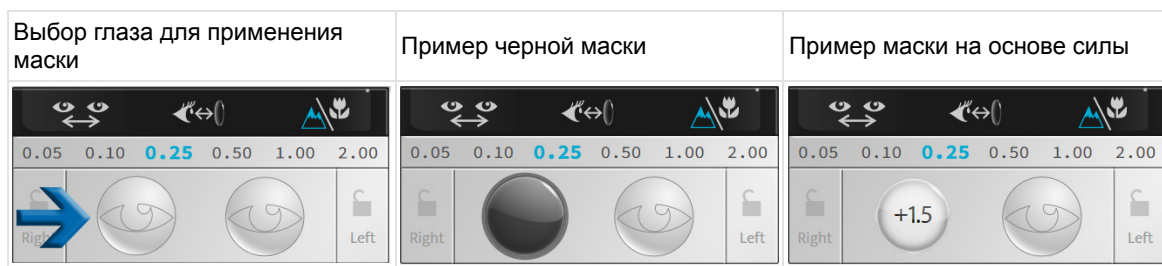 Выбор глаза для применения
маски
Пример черной маски
Пример маски на основе силы
0.05 0.10 0.25 0.50 1.00 2.00
Right
Left
0.05 0.10 0.25 0.50 1.00 2.00
Right
Left
0.05 0.10 0.25 0.50 1.00 2.00
Right
+1.5
Left